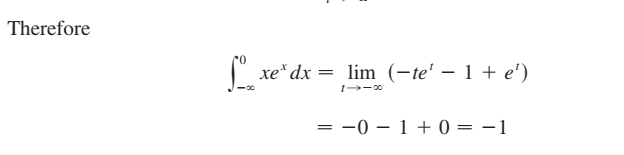 Therefore
∫_{-∞}^{0} xe^x dx = lim_{t→-∞} (-te^t - 1 + e^t)
= -0 - 1 + 0 = -1